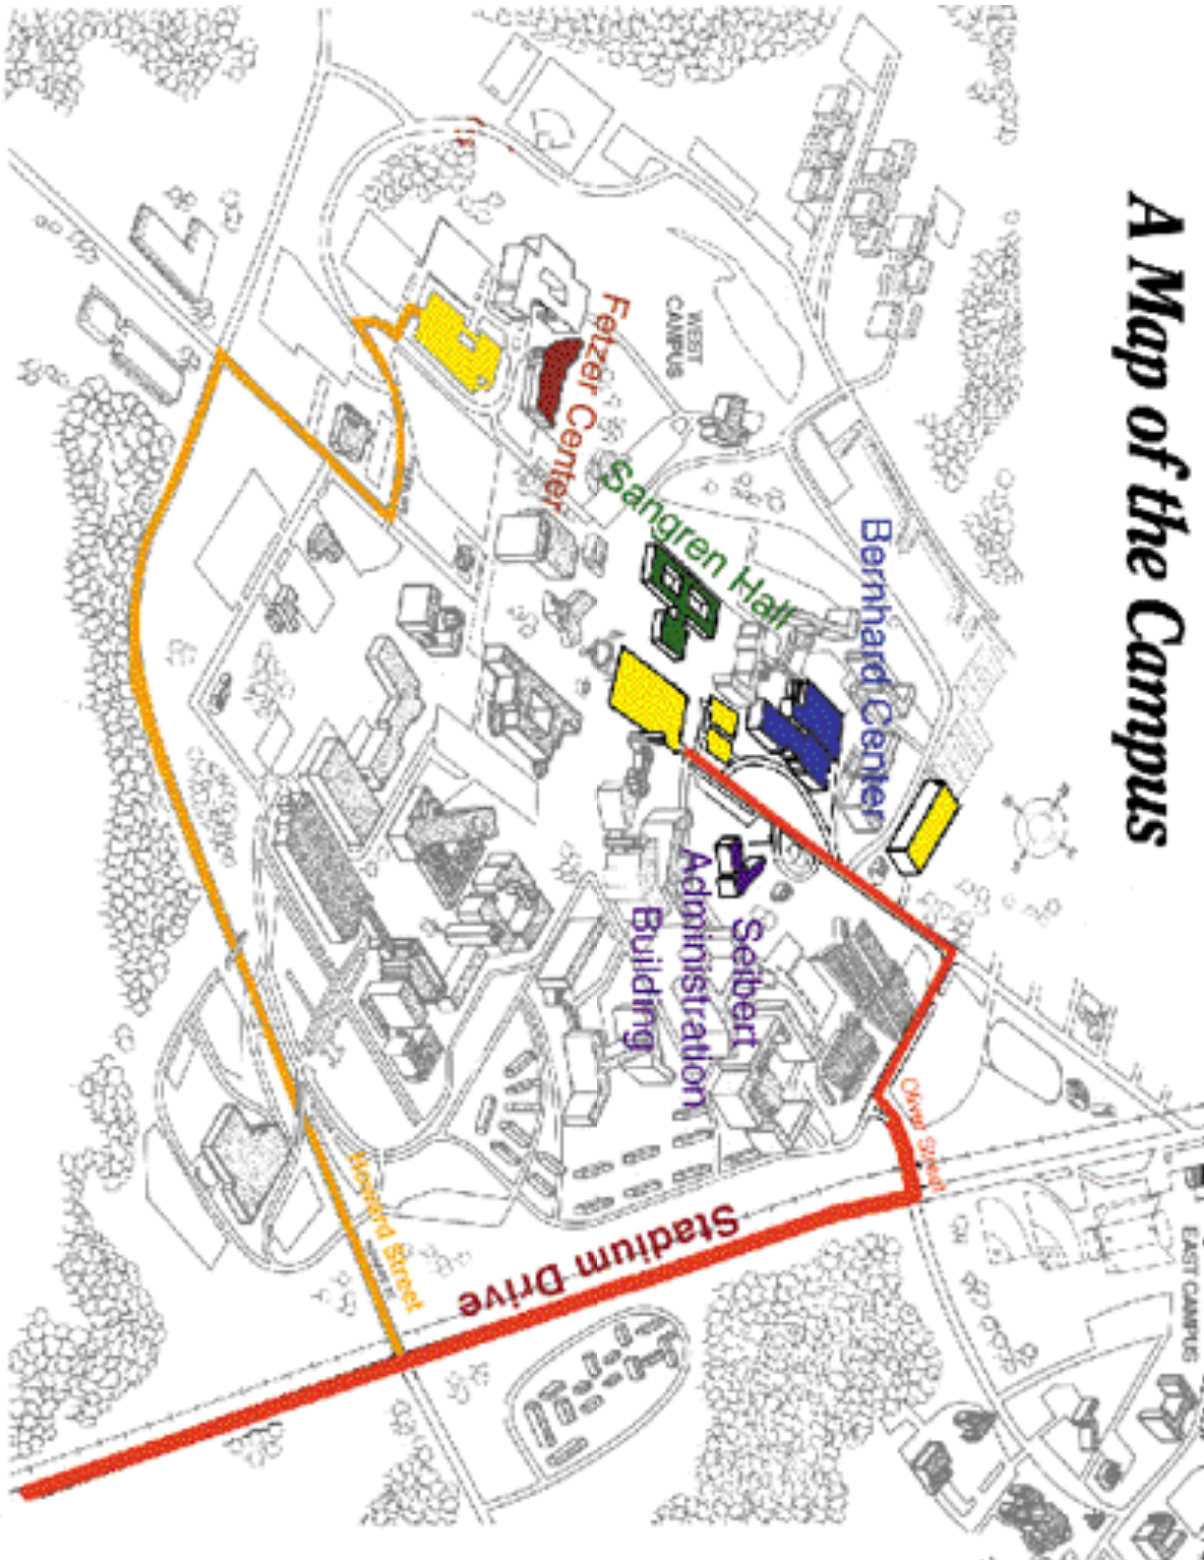 A Map of the Campus
WEST
CAMPUS
Fetzer Center
Sangren Hall
Bernhard Center
Seibert
Administration
Building
Oliver Street
Stadium Drive
Howard Street
EAST CAMPUS